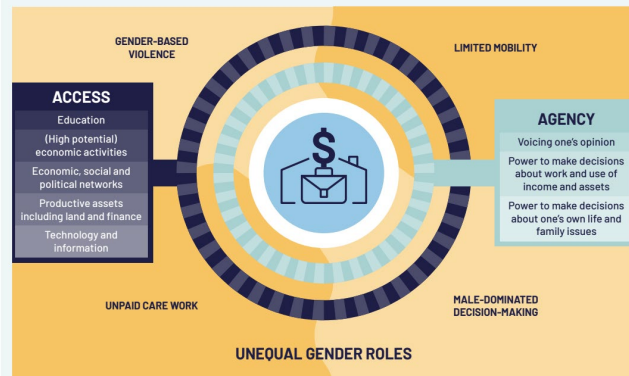 GENDER-BASED
VIOLENCE
LIMITED MOBILITY
ACCESS
Education
(High potential)
economic activities
Economic, social and
political networks
Productive assets
including land and finance
Technology and
information
$
AGENCY
Voicing one's opinion
Power to make decisions
about work and use of
income and assets
Power to make decisions
about one's own life and
family issues
UNPAID CARE WORK
MALE-DOMINATED
DECISION-MAKING
UNEQUAL GENDER ROLES